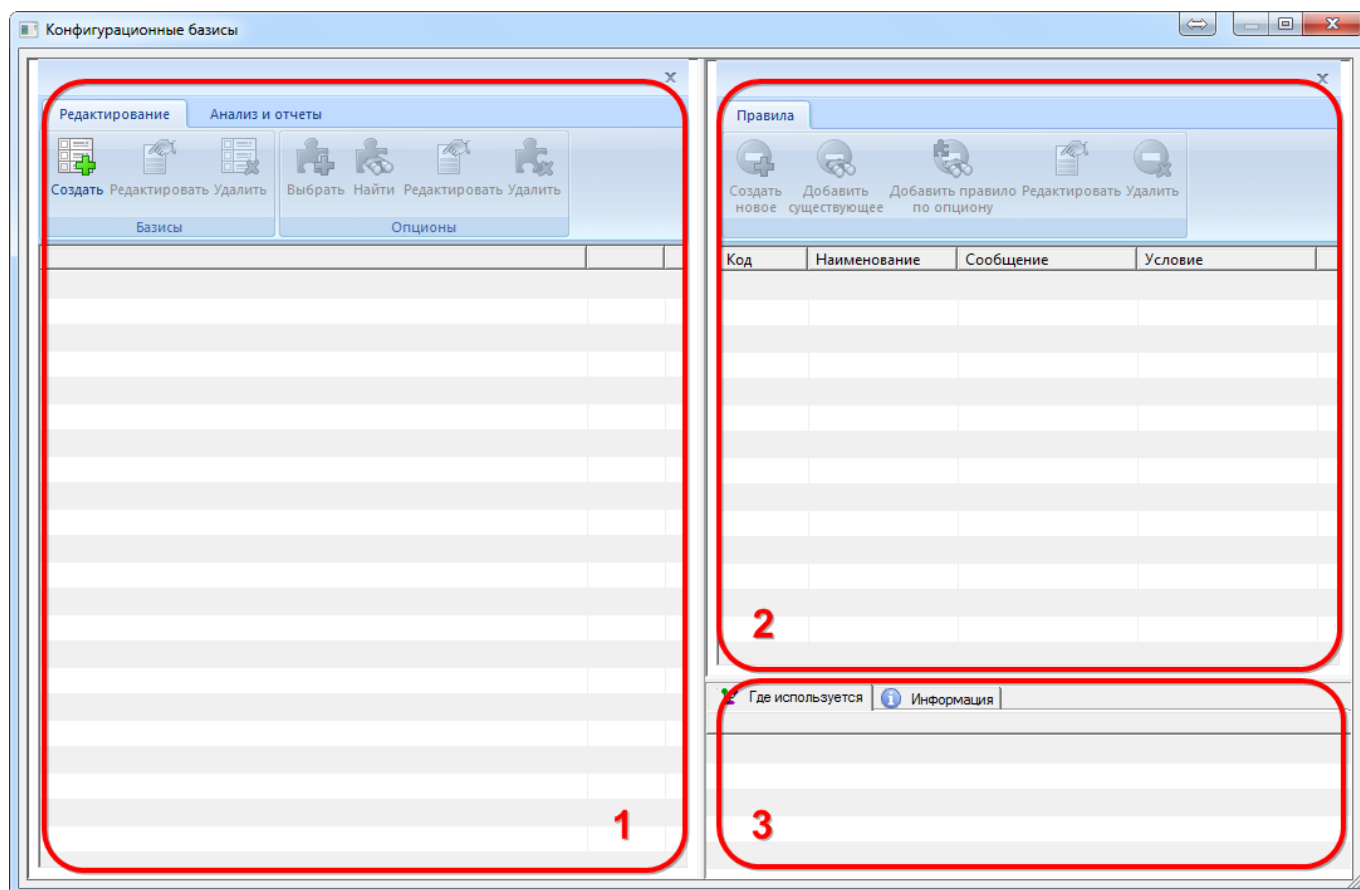 Конфигурационные базисы
Редактирование Анализ и отчеты
Создать Редактировать Удалить Выбрать Найти Редактировать Удалить
Базисы Опционы
1
Правила
Создать Добавить Добавить правило Редактировать Удалить
новое существующее по опциону
Код Наименование Сообщение Условие
2
Где используется Информация
3